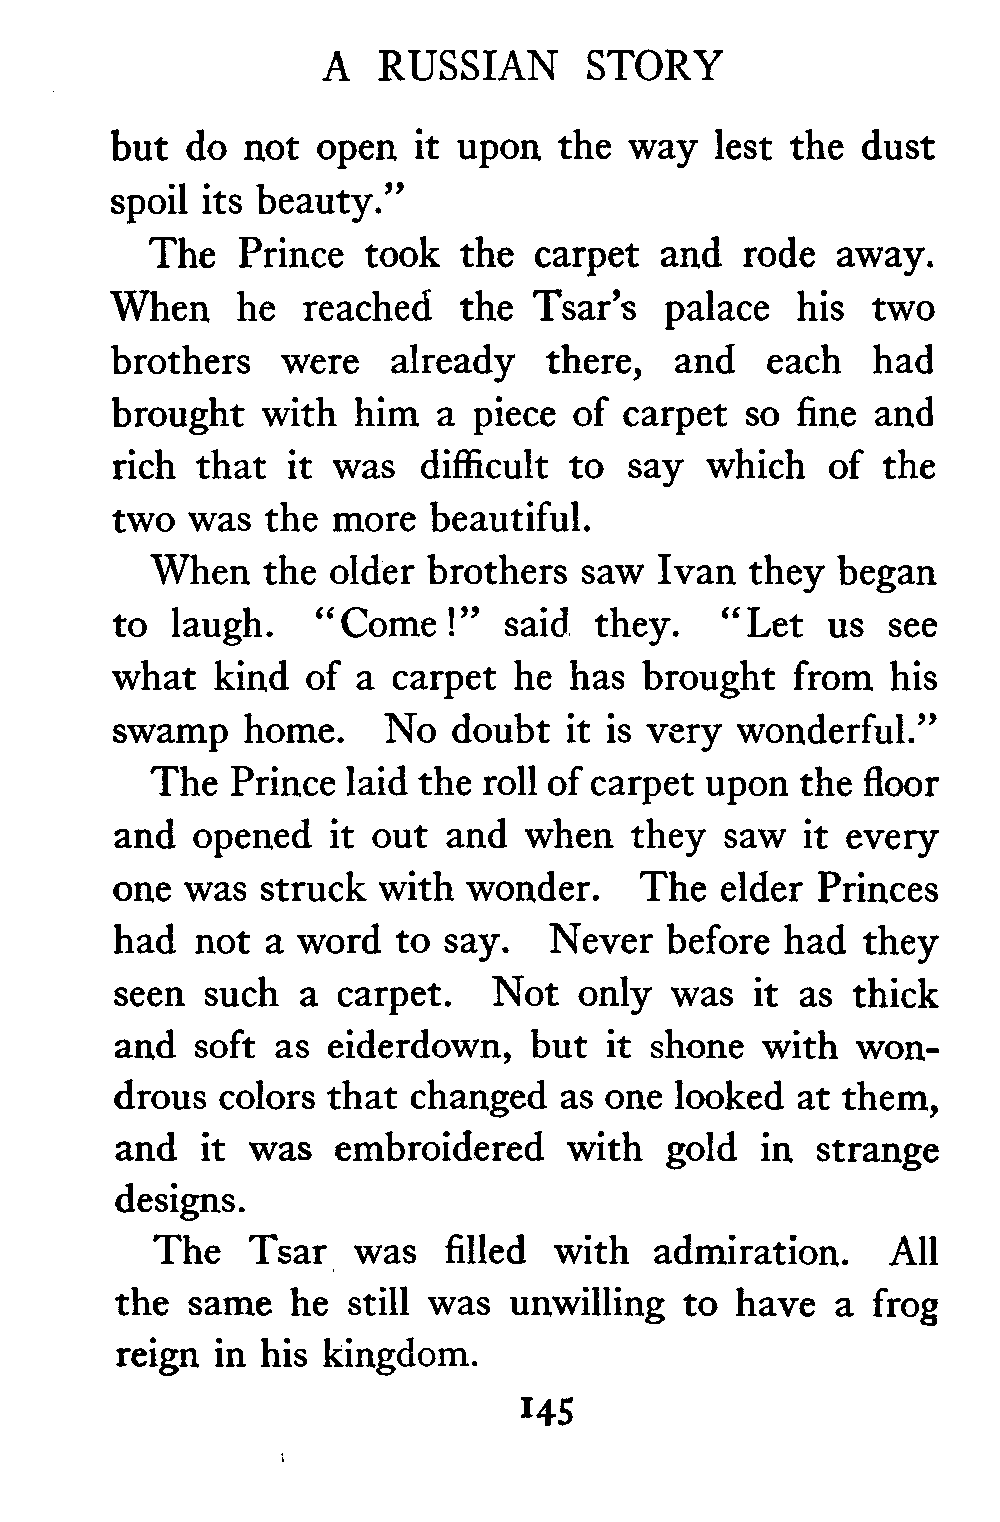 A RUSSIAN STORY
but do not open it upon the way lest the dust
spoil its beauty.”
The Prince took the carpet and rode away.
When he reached the Tsar’s palace his two
brothers were already there, and each had
brought with him a piece of carpet so fine and
rich that it was difficult to say which of the
two was the more beautiful.
When the older brothers saw Ivan they began
to laugh. “Come!” said they. “Let us see
what kind of a carpet he has brought from his
swamp home. No doubt it is very wonderful.”
The Prince laid the roll of carpet upon the floor
and opened it out and when they saw it every
one was struck with wonder. The elder Princes
had not a word to say. Never before had they
seen such a carpet. Not only was it as thick
and soft as eiderdown, but it shone with won-
drous colors that changed as one looked at them,
and it was embroidered with gold in strange
designs.
The Tsar was filled with admiration. All
the same he still was unwilling to have a frog
reign in his kingdom.
145